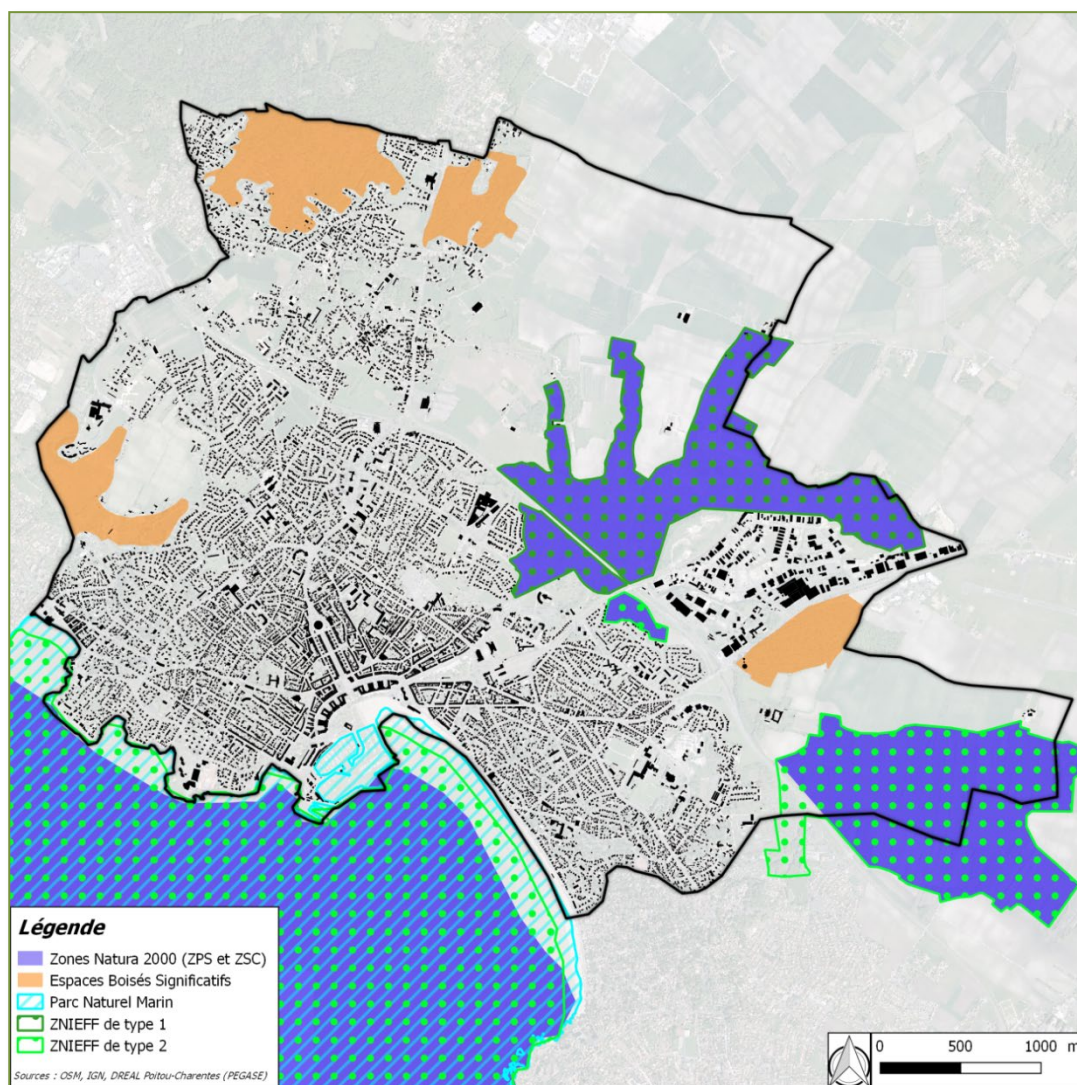 Légende
Zones Natura 2000 (ZPS et ZSC)
Espaces Boisés Significatifs
Parc Naturel Marin
ZNIEFF de type 1
ZNIEFF de type 2
Sources : OSM, IGN, DREAL Poitou-Charentes (PEGASE)
0 500 1000 m